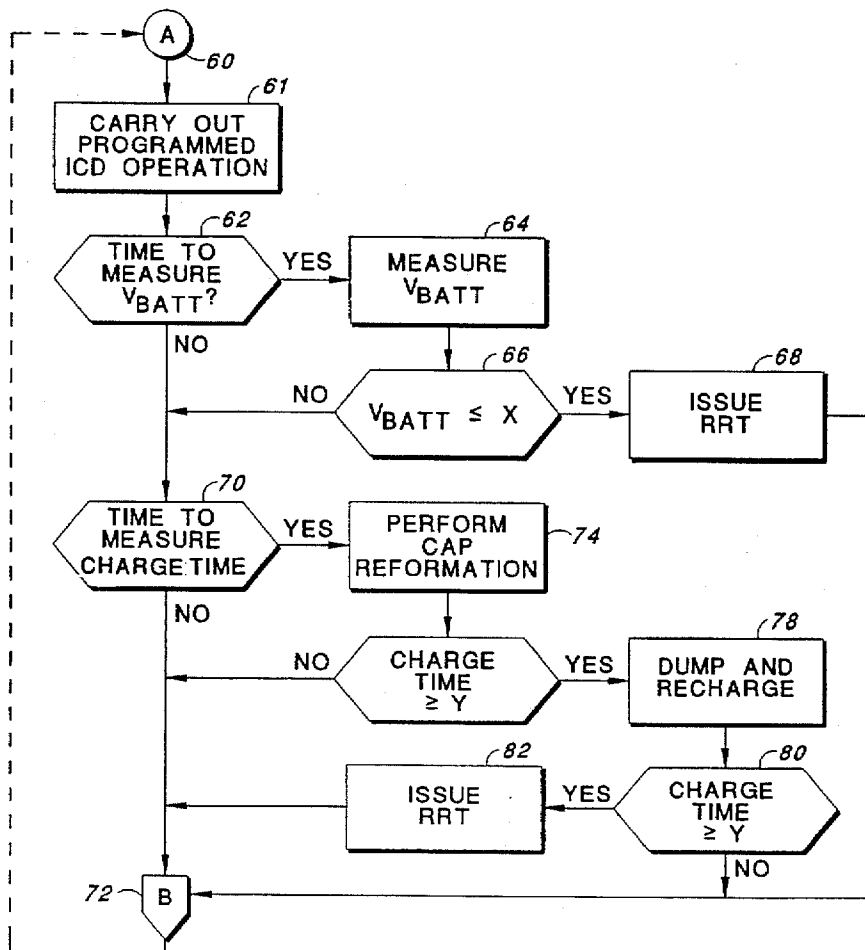 A
60
61
CARRY OUT
PROGRAMMED
ICD OPERATION
62
TIME TO
MEASURE
VBATT?
YES
NO
64
MEASURE
VBATT
66
VBATT ≤ X
NO
YES
68
ISSUE
RRT
70
TIME TO
MEASURE
CHARGE TIME
YES
NO
PERFORM
CAP
REFORMATION
74
CHARGE
TIME
≥ Y
NO
YES
78
DUMP AND
RECHARGE
80
CHARGE
TIME
≥ Y
YES
NO
82
ISSUE
RRT
72
B